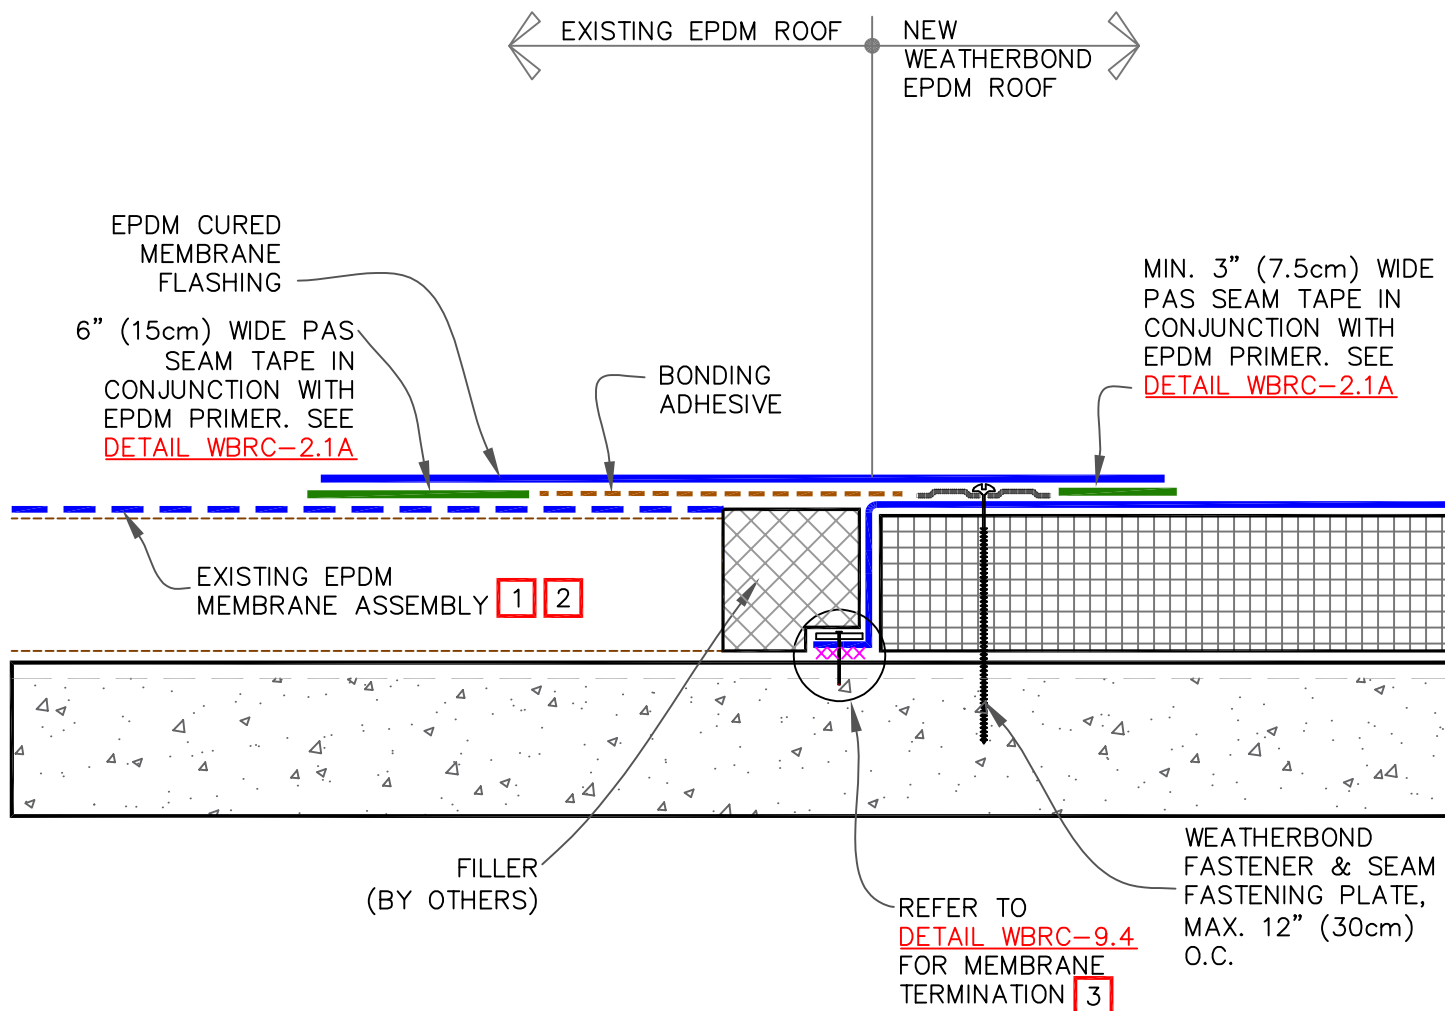 EXISTING EPDM ROOF
NEW
WEATHERBOND
EPDM ROOF
EPDM CURED
MEMBRANE
FLASHING
6" (15cm) WIDE PAS
SEAM TAPE IN
CONJUNCTION WITH
EPDM PRIMER. SEE
DETAIL WBRC-2.1A
BONDING
ADHESIVE
MIN. 3" (7.5cm) WIDE
PAS SEAM TAPE IN
CONJUNCTION WITH
EPDM PRIMER. SEE
DETAIL WBRC-2.1A
EXISTING EPDM
MEMBRANE ASSEMBLY 1 2
FILLER
(BY OTHERS)
REFER TO
DETAIL WBRC-9.4
FOR MEMBRANE
TERMINATION 3
WEATHERBOND
FASTENER & SEAM
FASTENING PLATE,
MAX. 12" (30cm)
O.C.